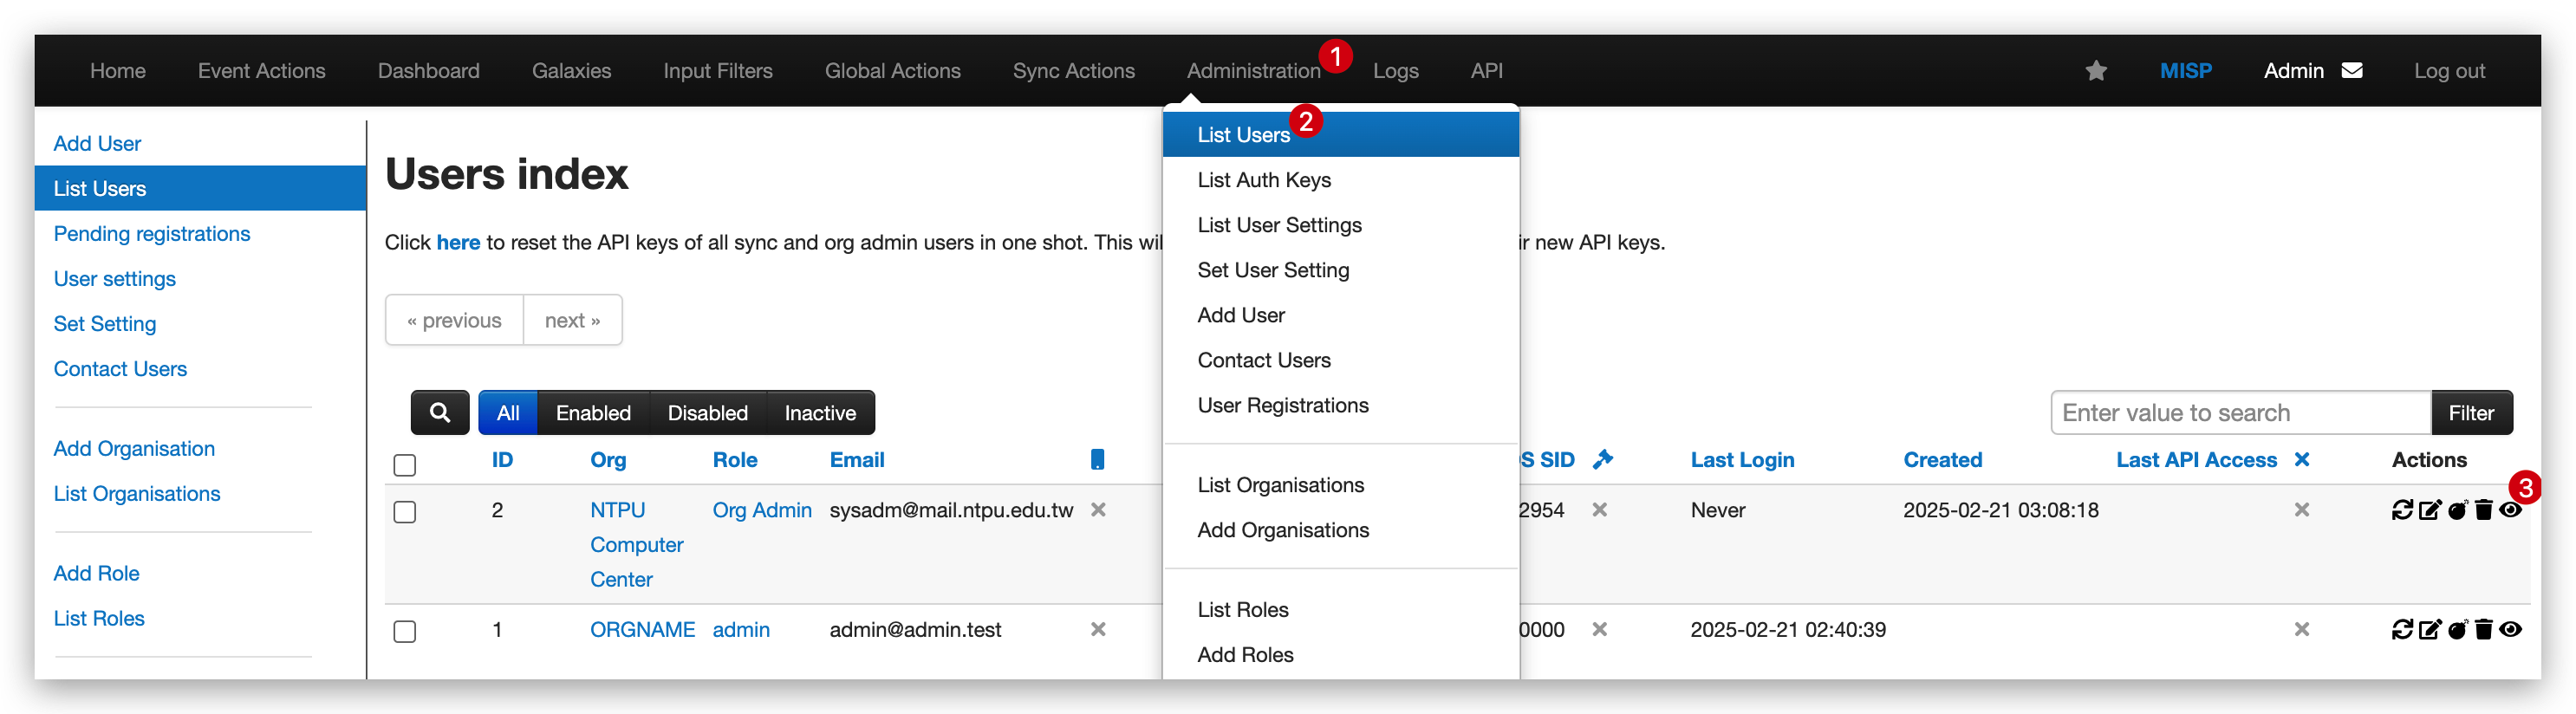 Home Event Actions Dashboard Galaxies Input Filters Global Actions Sync Actions Administration 1 Logs API MISP Admin Log out
Add User
List Users
Pending registrations
User settings
Set Setting
Contact Users
Add Organisation
List Organisations
Add Role
List Roles
Users index
Click here to reset the API keys of all sync and org admin users in one shot. This wil
ir new API keys.
« previous next »
All Enabled Disabled Inactive
Enter value to search Filter
ID Org Role Email S SID Last Login Created Last API Access Actions
3
2 NTPU Org Admin sysadm@mail.ntpu.edu.tw 2954 Never 2025-02-21 03:08:18
Computer
Center
1 ORGNAME admin admin@admin.test 0000 2025-02-21 02:40:39
List Users 2
List Auth Keys
List User Settings
Set User Setting
Add User
Contact Users
User Registrations
List Organisations
Add Organisations
List Roles
Add Roles